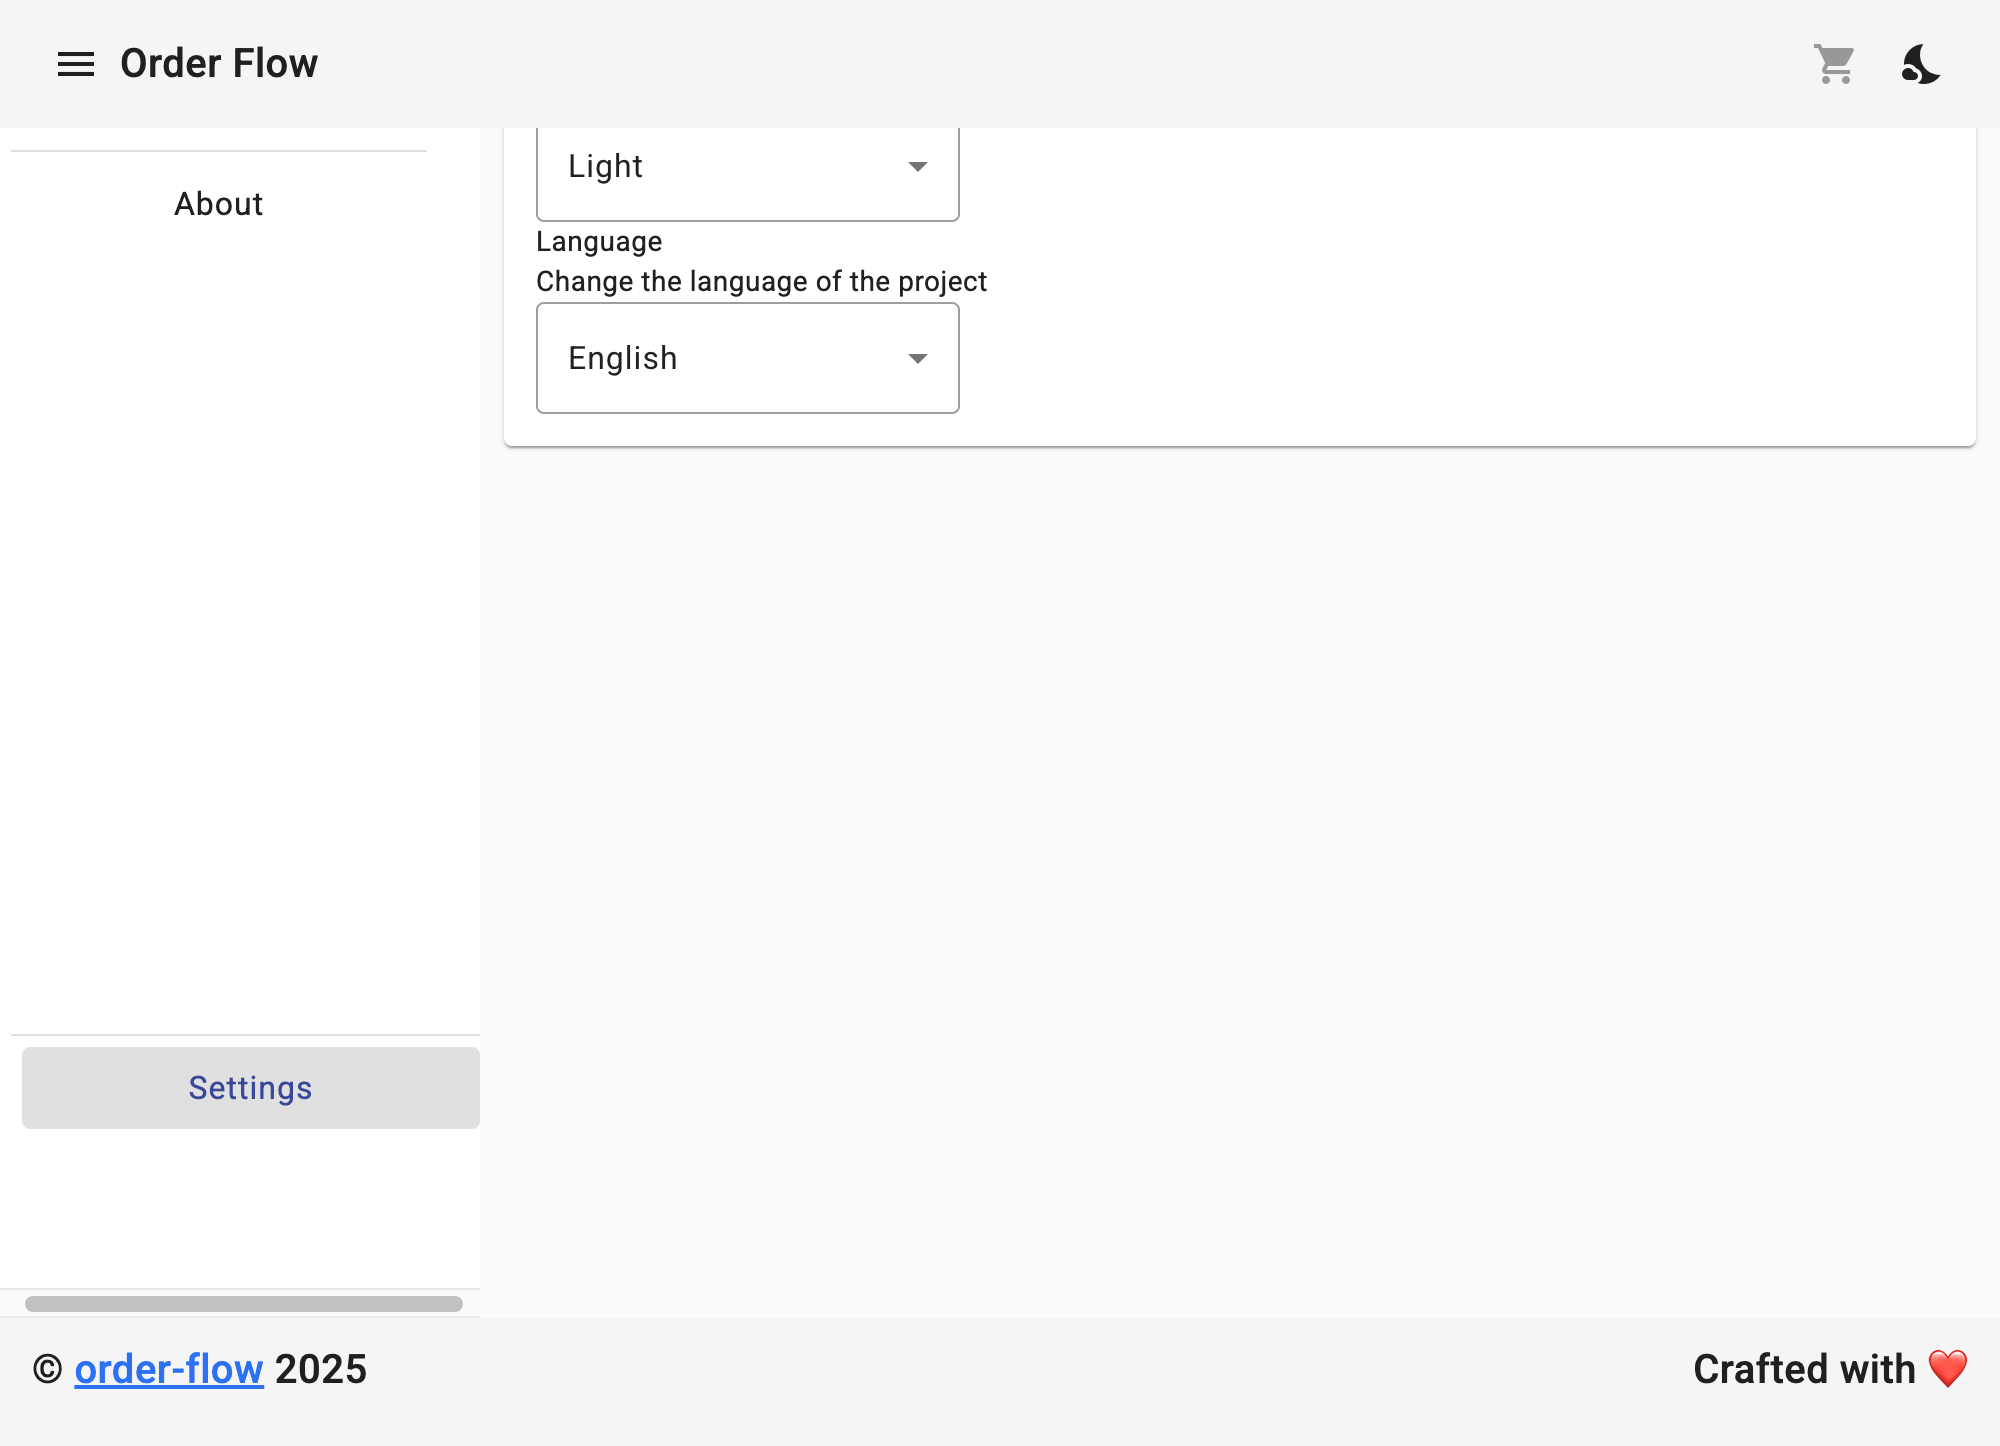 Order Flow
About
Light
Language
Change the language of the project
English
Settings
© order-flow 2025
Crafted with ❤️